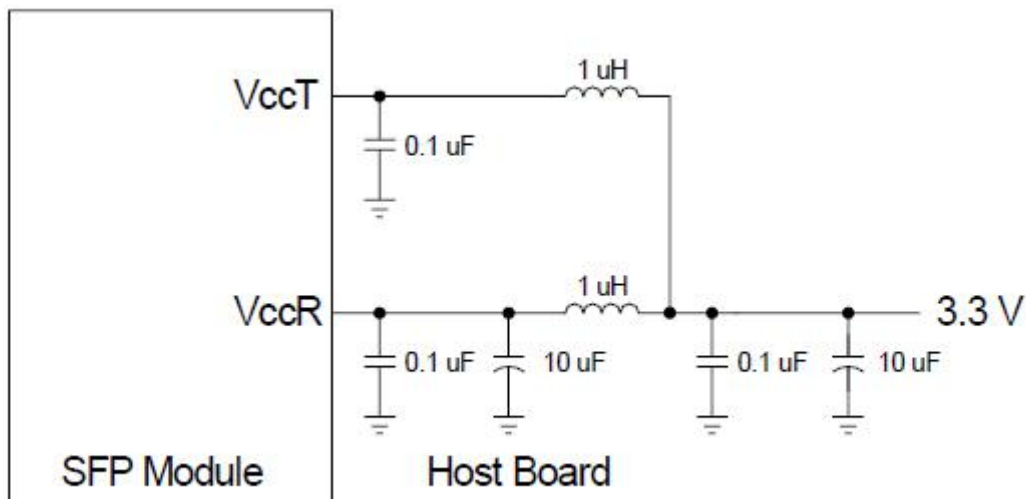 1 uH
VccT
0.1 uF
1 uH
VccR
3.3 V
0.1 uF
10 uF
0.1 uF
10 uF
SFP Module
Host Board